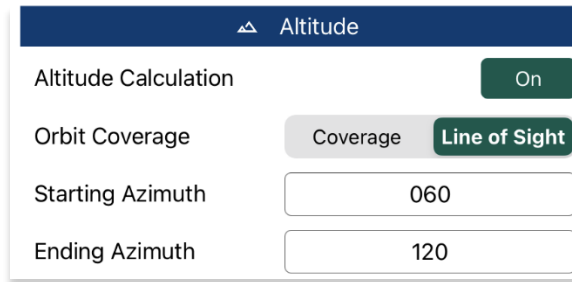 Altitude
Altitude Calculation On
Orbit Coverage Coverage Line of Sight
Starting Azimuth 060
Ending Azimuth 120